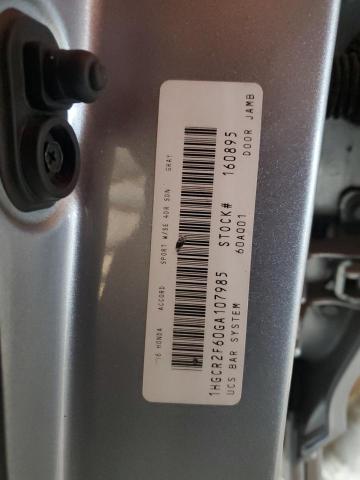 '16 HONDA ACCORD SPORT W/SE 4DR SDN GRAY
1HGCR2F60GA107985 STOCK# 160895
UCS BAR SYSTEM 60A001 DOOR JAMB